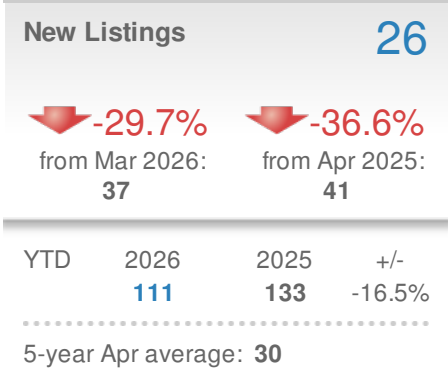 New Listings 26
-29.7% -36.6%
from Mar 2026: from Apr 2025:
37 41
YTD 2026 2025 +/-
111 133 -16.5%
5-year Apr average: 30